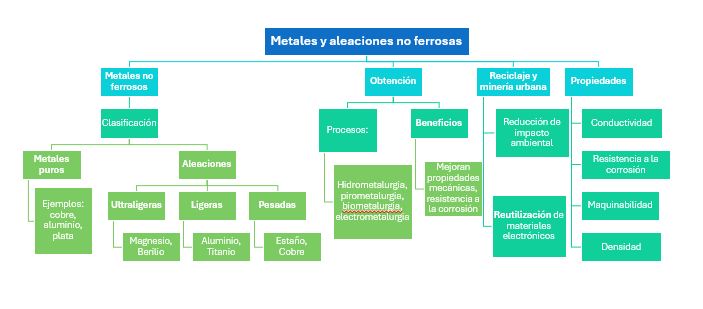 Metales y aleaciones no ferrosas
Metales no
ferrosos
Obtención
Reciclaje y
minería urbana
Propiedades
Clasificación
Procesos:
Beneficios
Reducción de
impacto
ambiental
Conductividad
Metales
puros
Aleaciones
Resistencia a la
corrosión
Ejemplos:
cobre,
aluminio,
plata
Ultraligeras
Ligeras
Pesadas
Hidrometalurgia,
pirometalurgia,
biometalurgia,
electrometalurgia
Mejoran
propiedades
mecánicas,
resistencia a
la corrosión
Reutilización de
materiales
electrónicos
Maquinabilidad
Magnesio,
Berilio
Aluminio,
Titanio
Estaño,
Cobre
Densidad